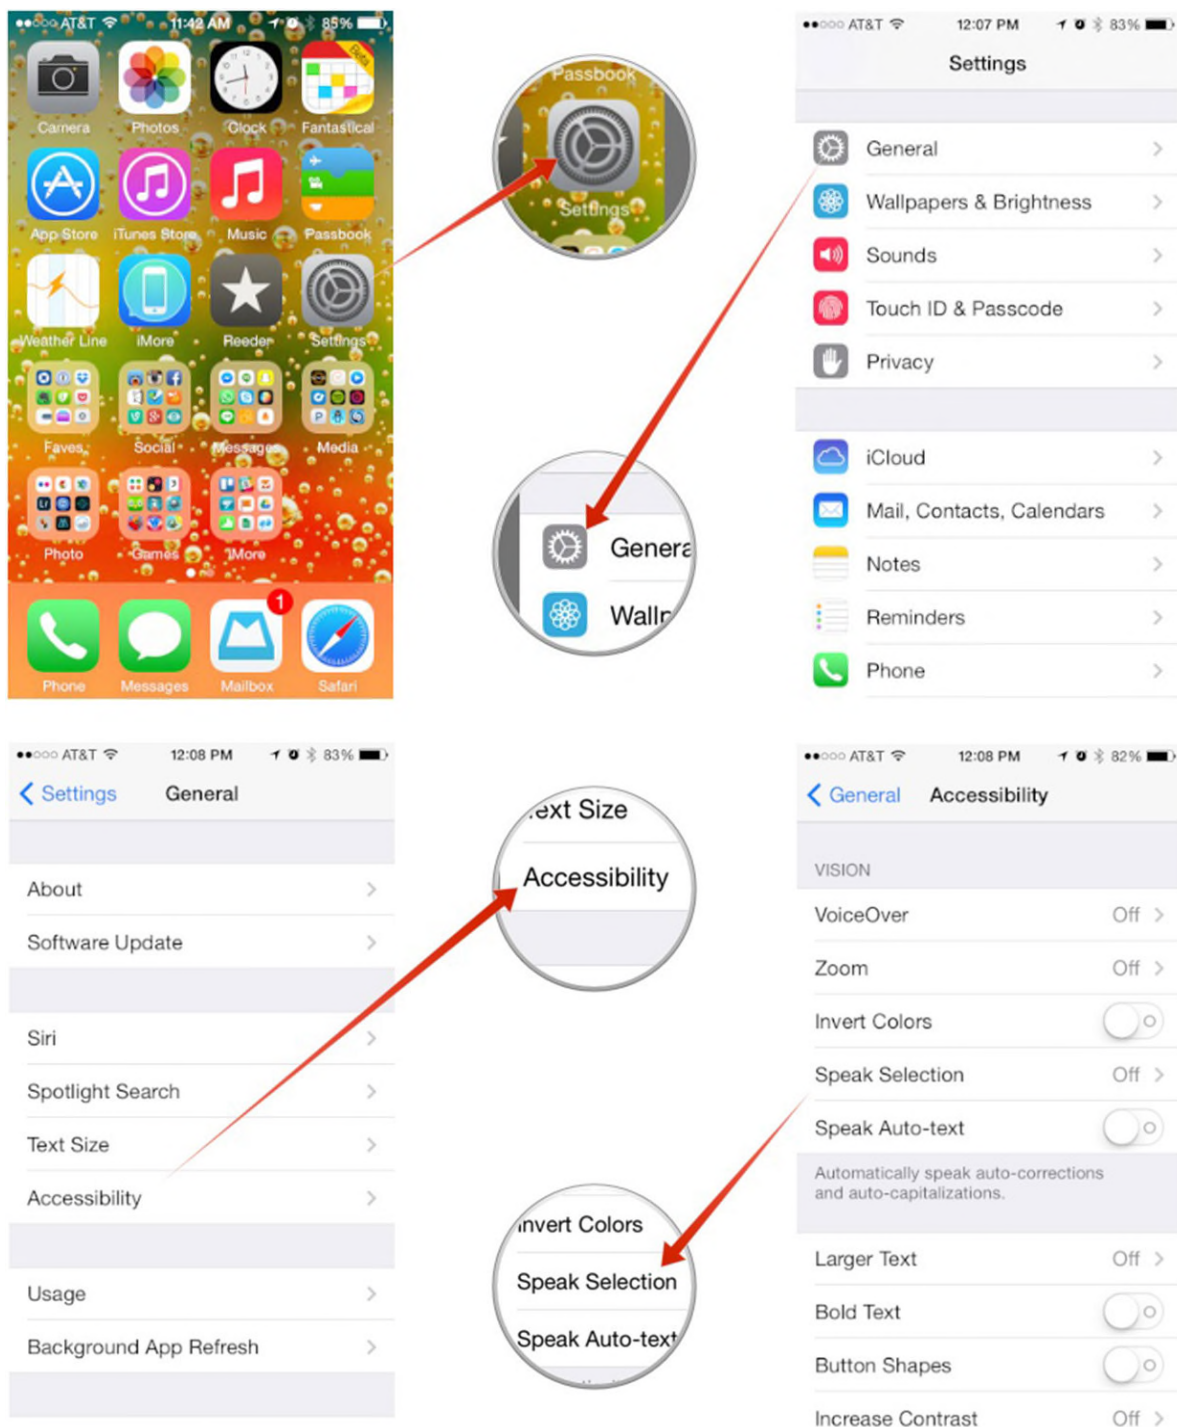 ●●○○○ AT&T 11:42 AM 85%
Camera Photos Clock Fantastical
Beta
App Store iTunes Store Music Passbook
Weather Line iMore Reeder Settings
Faves Social Messages Media
Photo Games iMore
1
Phone Messages Mailbox Safari
Passbook
Settings
Genera
Wallp
●●○○○ AT&T 12:07 PM 83%
Settings
General
Wallpapers & Brightness
Sounds
Touch ID & Passcode
Privacy
iCloud
Mail, Contacts, Calendars
Notes
Reminders
Phone
●●○○○ AT&T 12:08 PM 83%
Settings General
About
Software Update
Siri
Spotlight Search
Text Size
Accessibility
Usage
Background App Refresh
ext Size
Accessibility
Invert Colors
Speak Selection
Speak Auto-text
●●○○○ AT&T 12:08 PM 82%
General Accessibility
VISION
VoiceOver Off
Zoom Off
Invert Colors
Speak Selection Off
Speak Auto-text
Automatically speak auto-corrections
and auto-capitalizations.
Larger Text Off
Bold Text
Button Shapes
Increase Contrast Off